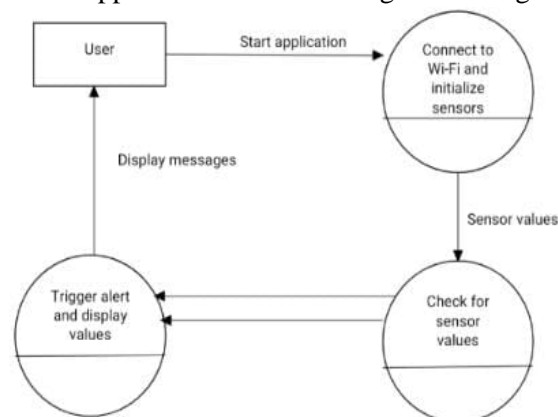 User
Start application
Connect to
Wi-Fi and
initialize
sensors
Display messages
Sensor values
Trigger alert
and display
values
Check for
sensor
values